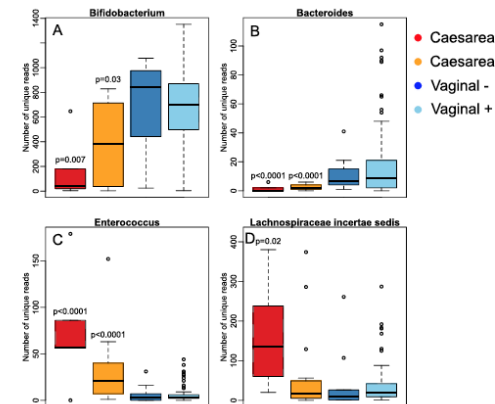 Bifidobacterium
A
Number of unique reads
0 200 400 600 800 1000 1400
p=0.007
p=0.03
Bacteroides
B
Number of unique reads
0 20 40 60 80 100
p<0.0001 p<0.0001
Caesarea
Caesarea
Vaginal -
Vaginal +
Enterococcus
C
Number of unique reads
0 50 100 150
p<0.0001
p<0.0001
Lachnospiraceae incertae sedis
D
Number of unique reads
0 100 200 300 400
p=0.02